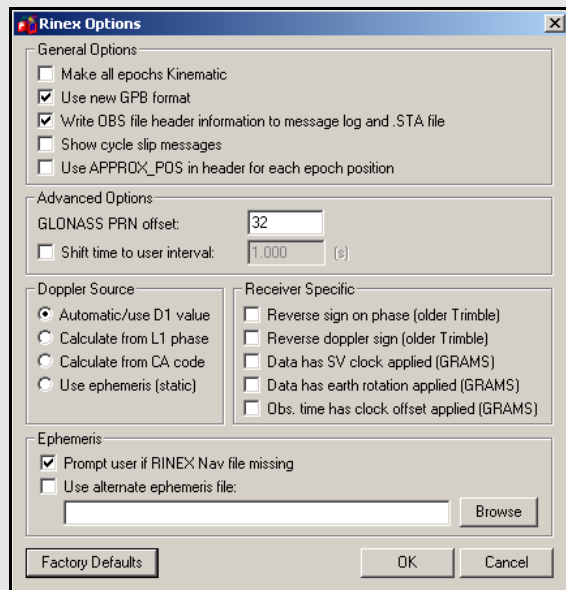 Rinex Options
General Options
Make all epochs Kinematic
Use new GPB format
Write OBS file header information to message log and .STA file
Show cycle slip messages
Use APPROX_POS in header for each epoch position
Advanced Options
GLONASS PRN offset: 32
Shift time to user interval: 1.000 (s)
Doppler Source
Automatic/use D1 value
Calculate from L1 phase
Calculate from CA code
Use ephemeris (static)
Receiver Specific
Reverse sign on phase (older Trimble)
Reverse doppler sign (older Trimble)
Data has SV clock applied (GRAMS)
Data has earth rotation applied (GRAMS)
Obs. time has clock offset applied (GRAMS)
Ephemeris
Prompt user if RINEX Nav file missing
Use alternate ephemeris file:
Browse
Factory Defaults OK Cancel